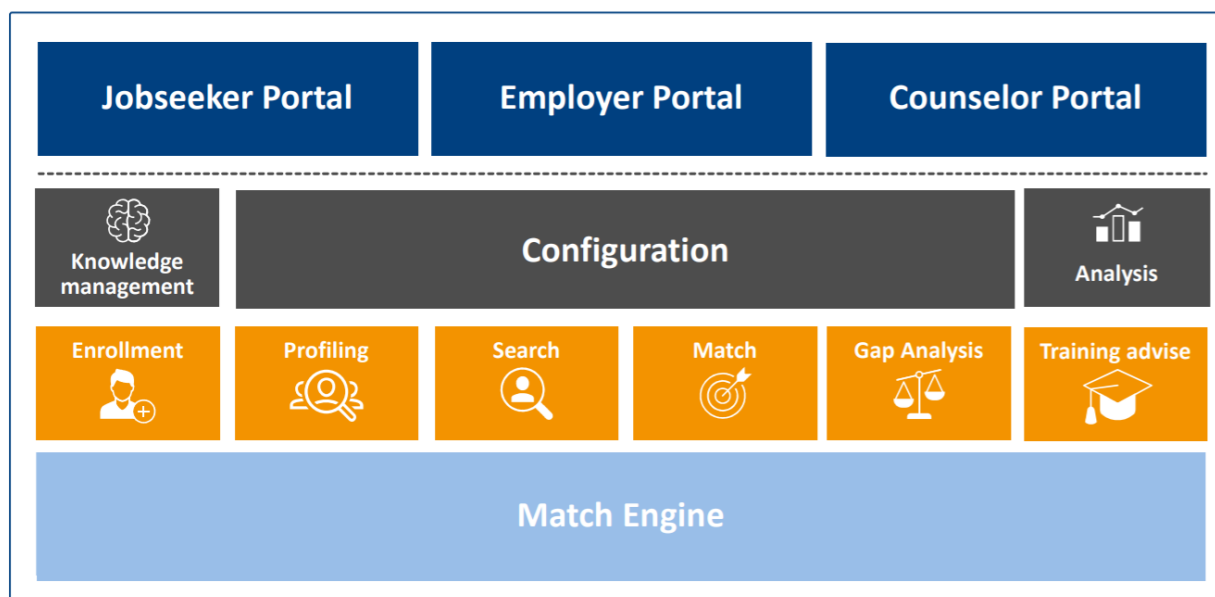 Jobseeker Portal
Employer Portal
Counselor Portal
Knowledge
management
Configuration
Analysis
Enrollment
Profiling
Search
Match
Gap Analysis
Training advise
Match Engine